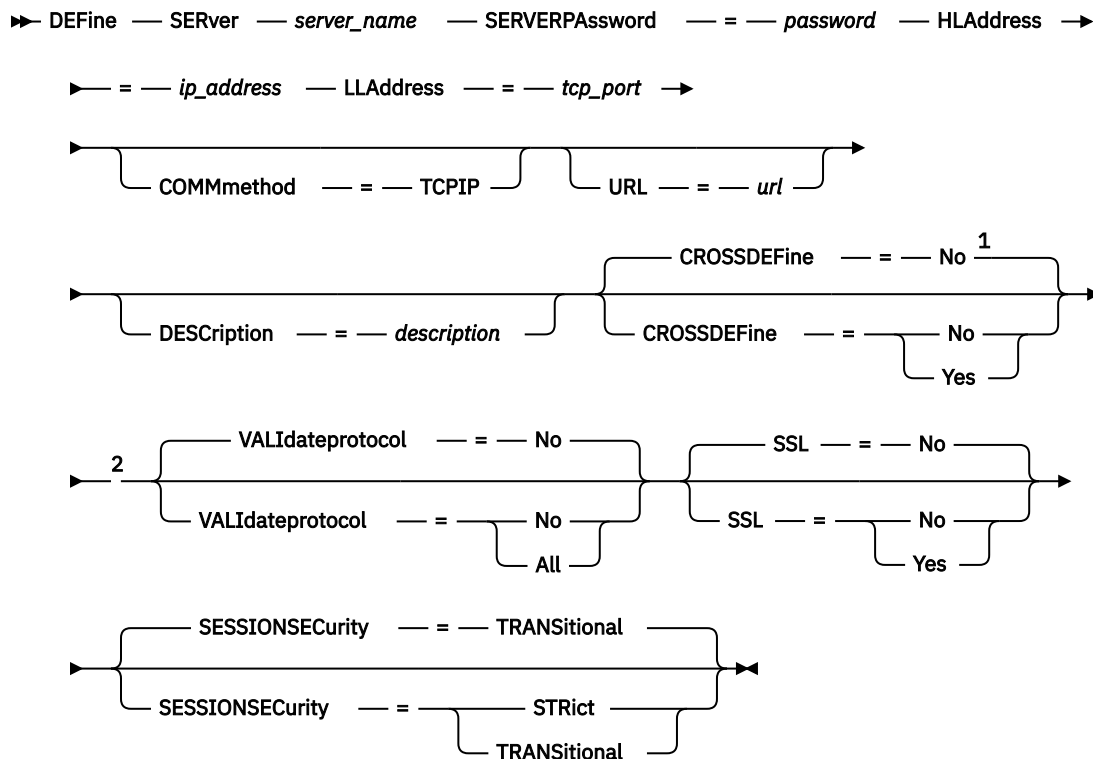 DEFine SERver server_name SERVERPAssword = password HLAddress
= ip_address LLAddress = tcp_port
COMMmethod = TCPIP URL = url
CROSSDEFine = No 1
DESCription = description CROSSDEFine = No
Yes
2 VALIdateprotocol = No SSL = No
VALIdateprotocol = No SSL = No
All Yes
SESSIONSECurity = TRANSitional
SESSIONSECurity = STRict
TRANSitional